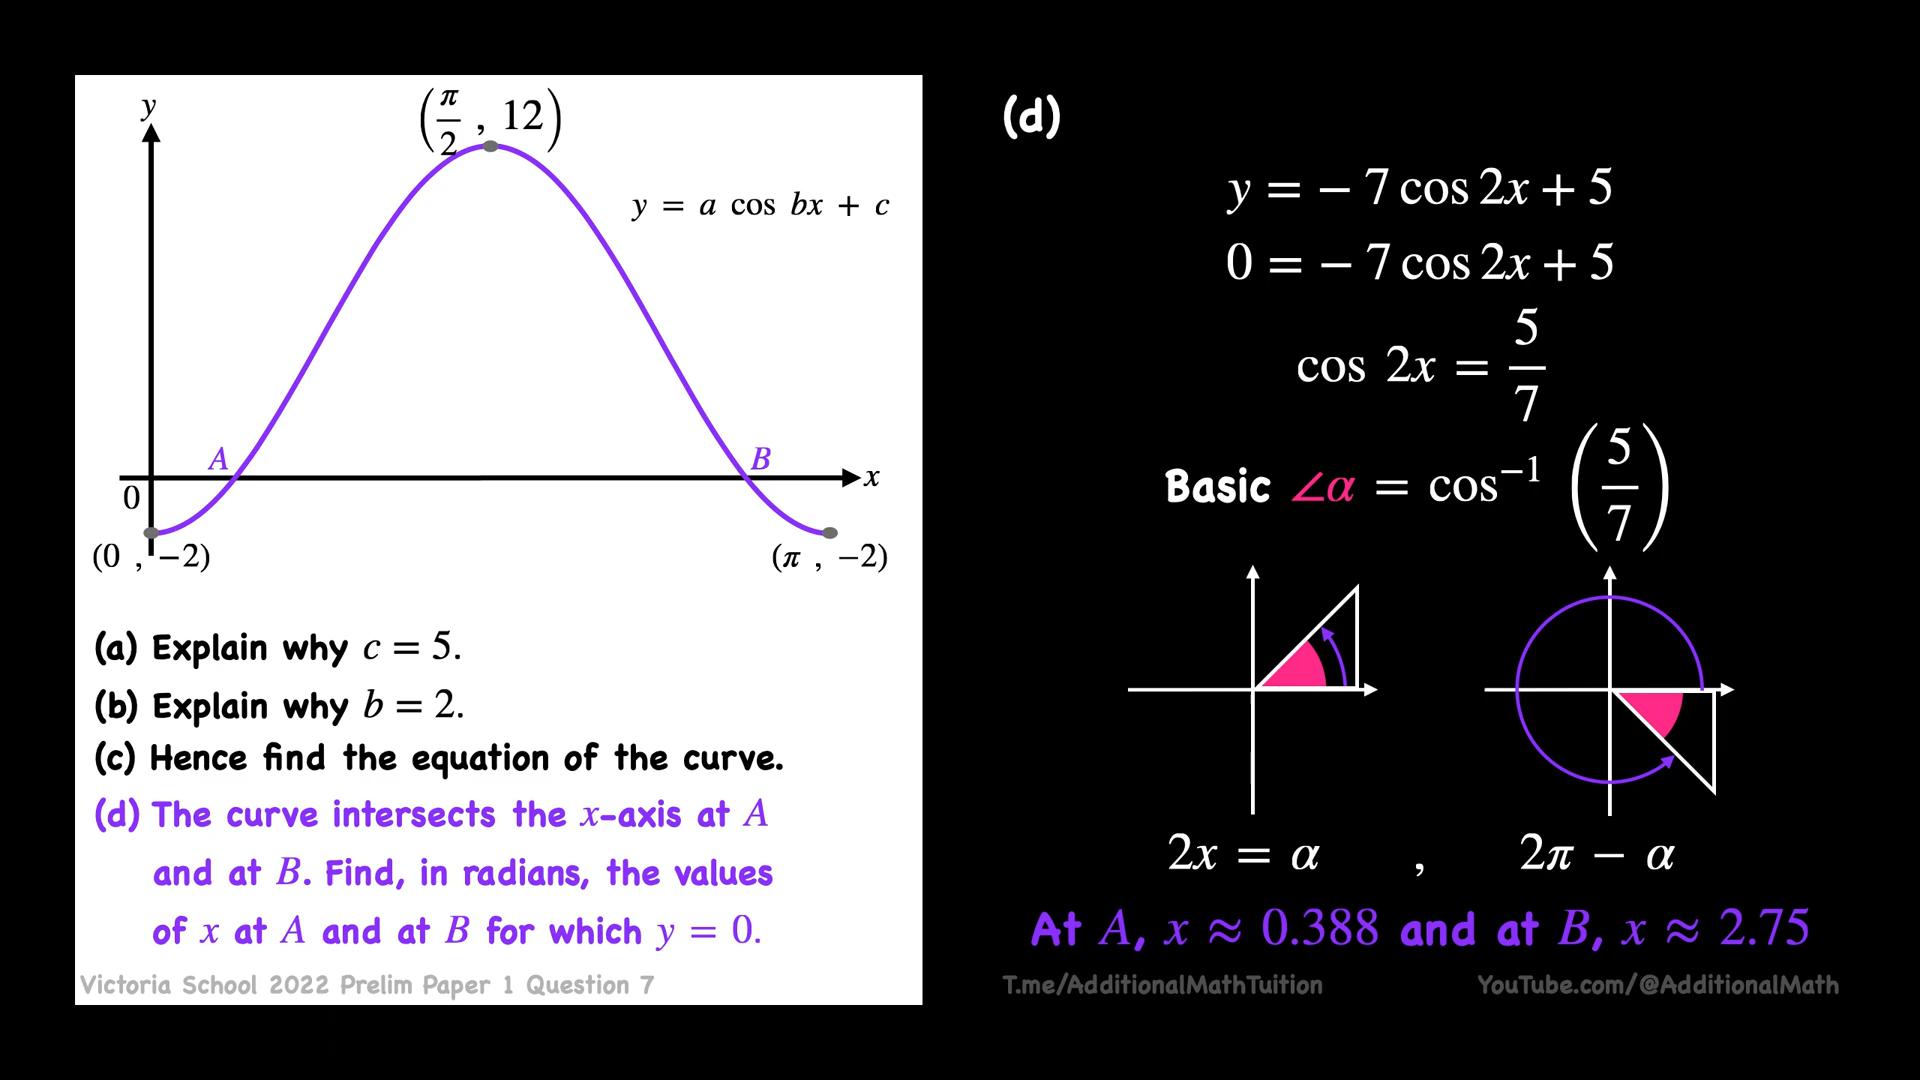 y
(π/2 , 12)
y = a cos bx + c
A
B
x
0
(0 , −2)
(π , −2)
(a) Explain why c = 5.
(b) Explain why b = 2.
(c) Hence find the equation of the curve.
(d) The curve intersects the x-axis at A
and at B. Find, in radians, the values
of x at A and at B for which y = 0.
Victoria School 2022 Prelim Paper 1 Question 7
(d)
y = − 7 cos 2x + 5
0 = − 7 cos 2x + 5
cos 2x = 5/7
Basic ∠α = cos⁻¹ (5/7)
2x = α , 2π − α
At A, x ≈ 0.388 and at B, x ≈ 2.75
T.me/AdditionalMathTuition
YouTube.com/@AdditionalMath